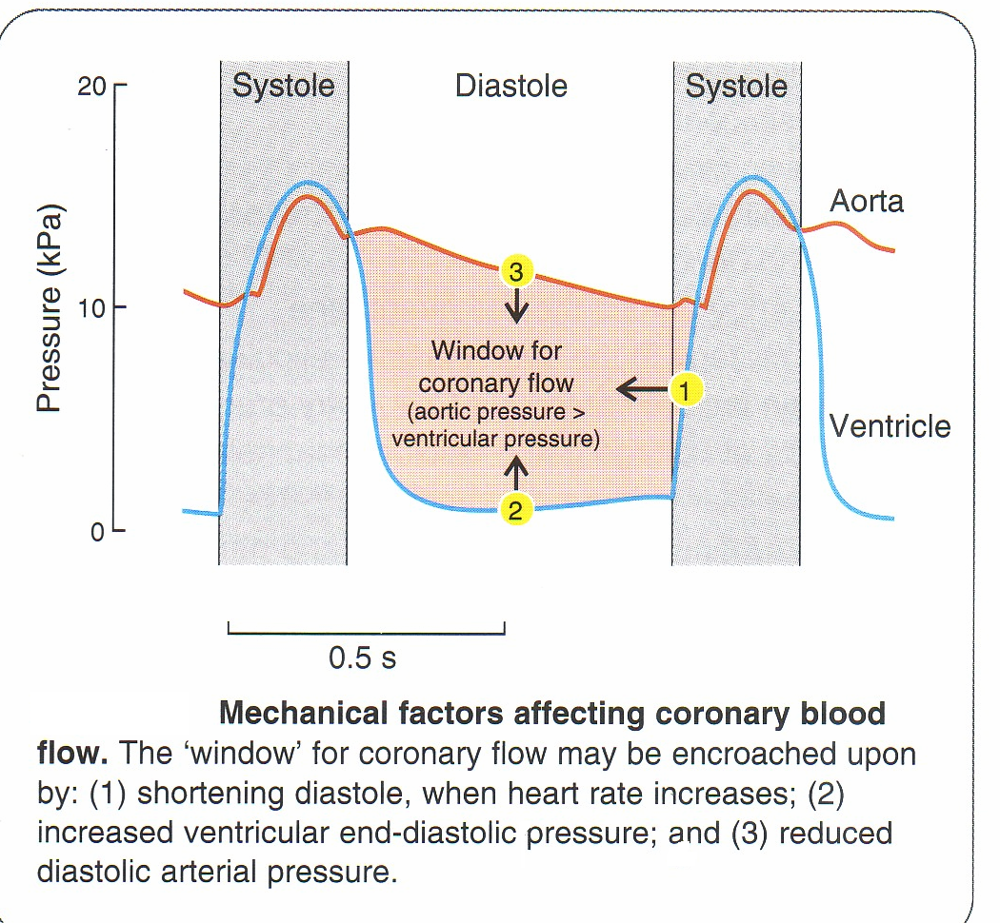 Systole
Diastole
Systole
20
10
0
Pressure (kPa)
Aorta
Ventricle
3
Window for
coronary flow
(aortic pressure >
ventricular pressure)
1
2
0.5 s
Mechanical factors affecting coronary blood
flow. The ‘window’ for coronary flow may be encroached upon
by: (1) shortening diastole, when heart rate increases; (2)
increased ventricular end-diastolic pressure; and (3) reduced
diastolic arterial pressure.